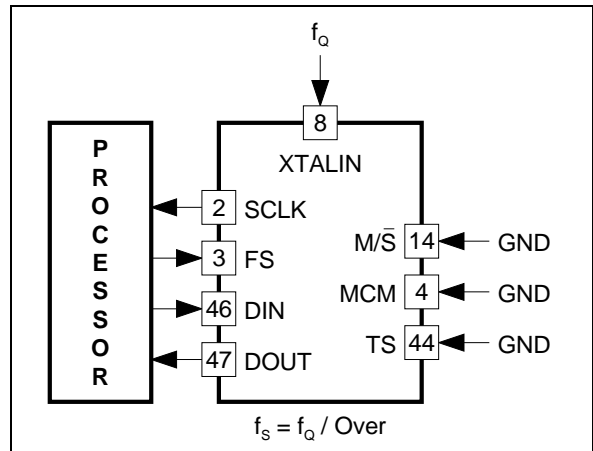 f_Q
8
XTALIN
PROCESSOR
2 SCLK
3 FS
46 DIN
47 DOUT
M/S̄ 14 GND
MCM 4 GND
TS 44 GND
f_S = f_Q / Over